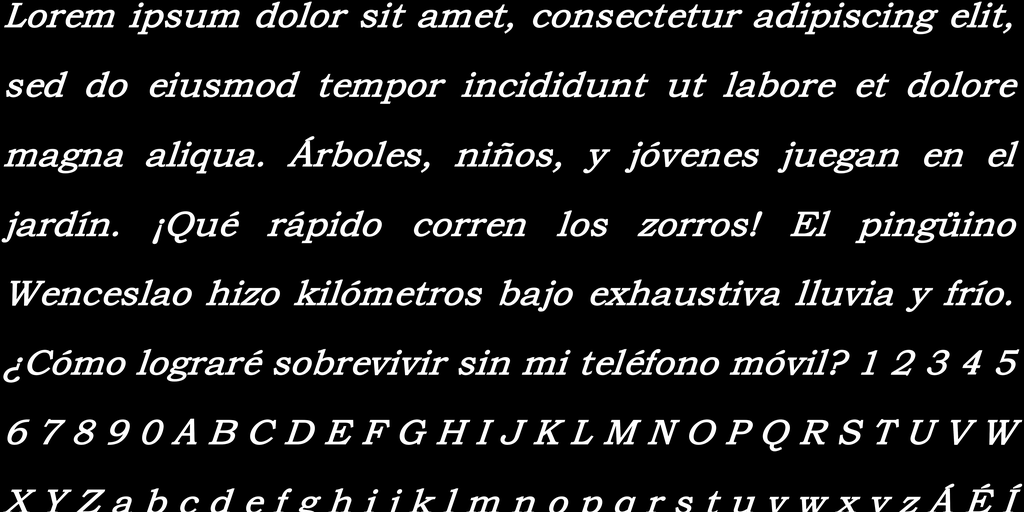 Lorem ipsum dolor sit amet, consectetur adipiscing elit,
sed do eiusmod tempor incididunt ut labore et dolore
magna aliqua. Árboles, niños, y jóvenes juegan en el
jardín. ¡Qué rápido corren los zorros! El pingüino
Wenceslao hizo kilómetros bajo exhaustiva lluvia y frío.
¿Cómo lograré sobrevivir sin mi teléfono móvil? 1 2 3 4 5
6 7 8 9 0 A B C D E F G H I J K L M N O P Q R S T U V W
X Y Z a b c d e f g h i j k l m n o p q r s t u v w x y z Á É Í